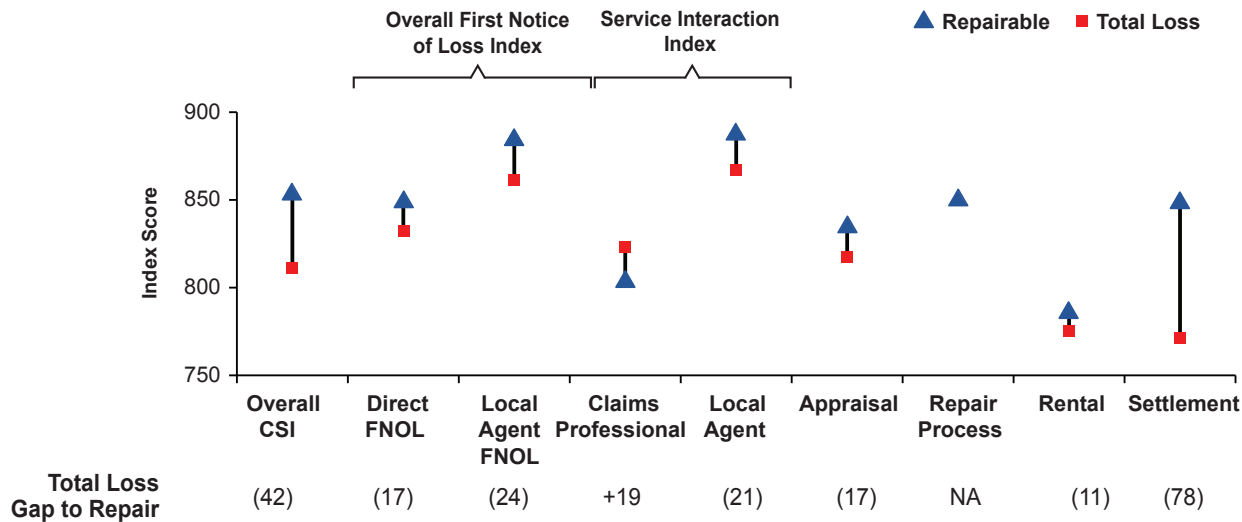 Overall First Notice
of Loss Index
Service Interaction
Index
Repairable
Total Loss
Index Score
900
850
800
750
Overall
CSI
Direct
FNOL
Local
Agent
FNOL
Claims
Professional
Local
Agent
Appraisal
Repair
Process
Rental
Settlement
Total Loss
Gap to Repair
(42)
(17)
(24)
+19
(21)
(17)
NA
(11)
(78)